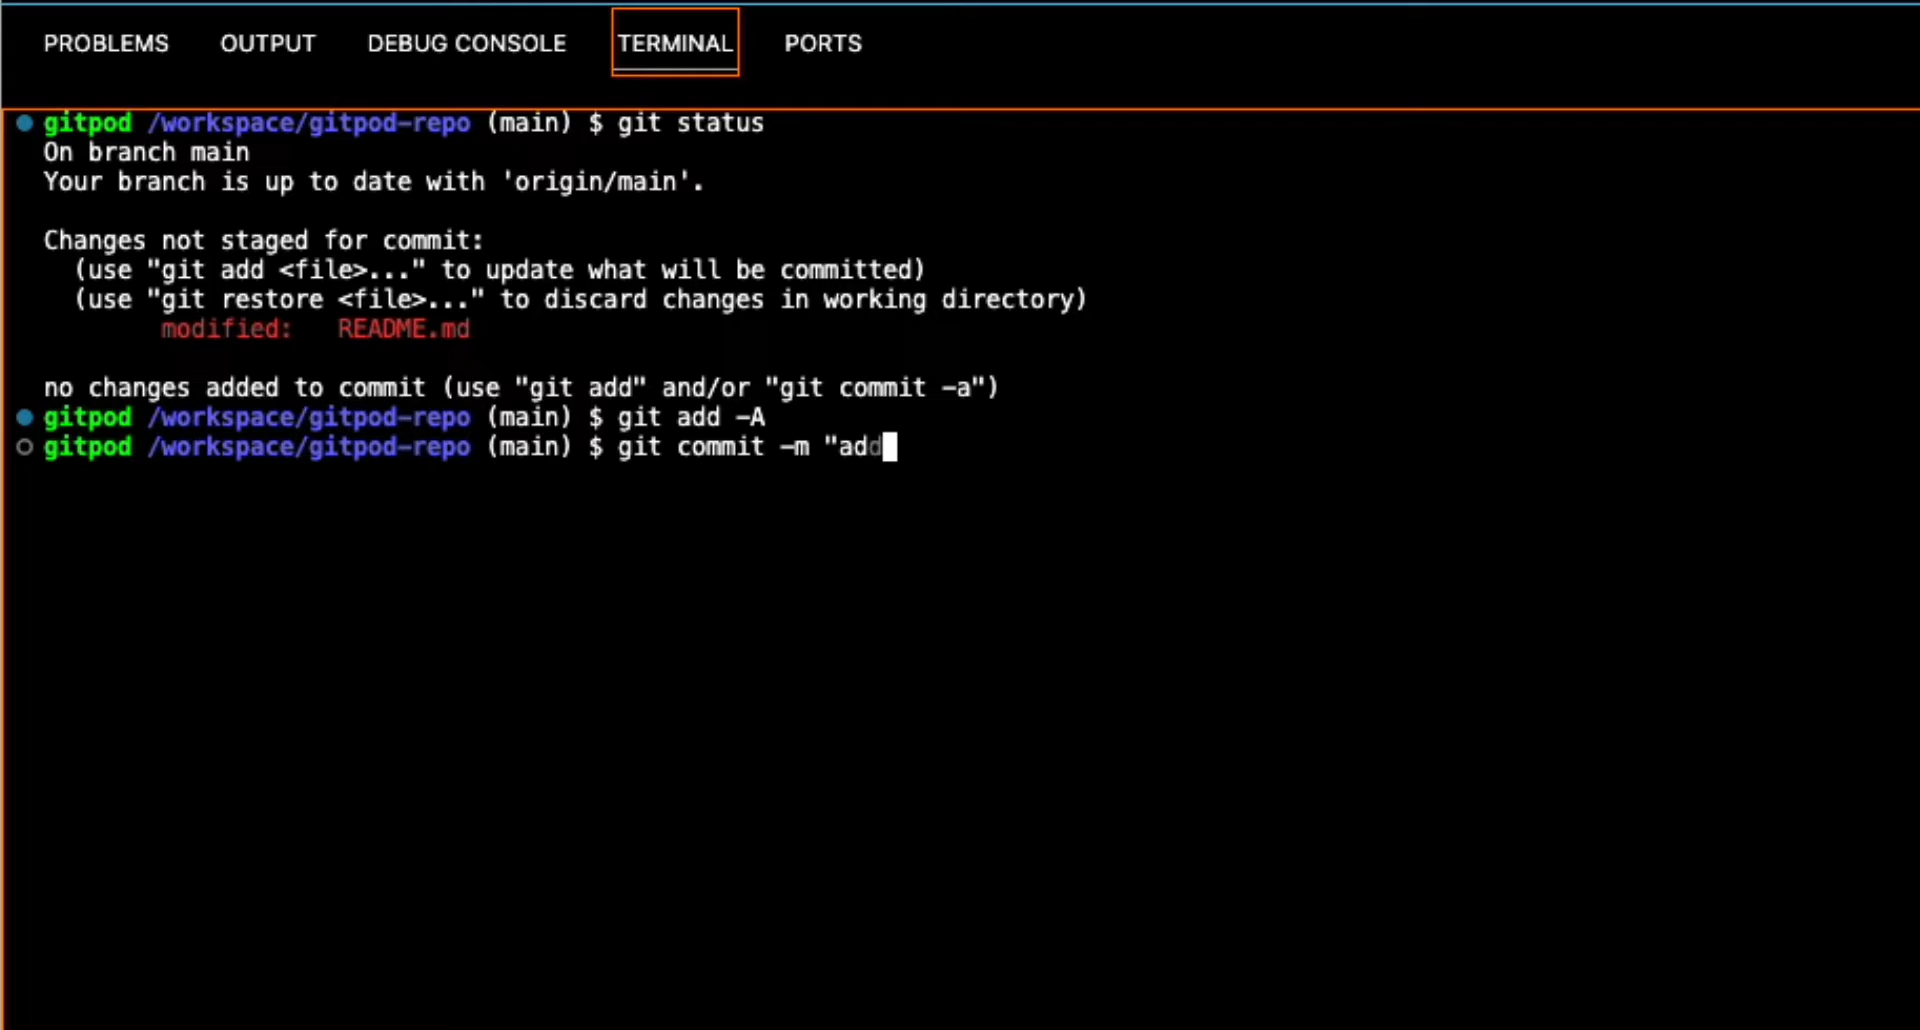 PROBLEMS OUTPUT DEBUG CONSOLE TERMINAL PORTS
gitpod /workspace/gitpod-repo (main) $ git status
On branch main
Your branch is up to date with 'origin/main'.
Changes not staged for commit:
(use "git add <file>..." to update what will be committed)
(use "git restore <file>..." to discard changes in working directory)
modified: README.md
no changes added to commit (use "git add" and/or "git commit -a")
gitpod /workspace/gitpod-repo (main) $ git add -A
gitpod /workspace/gitpod-repo (main) $ git commit -m "add